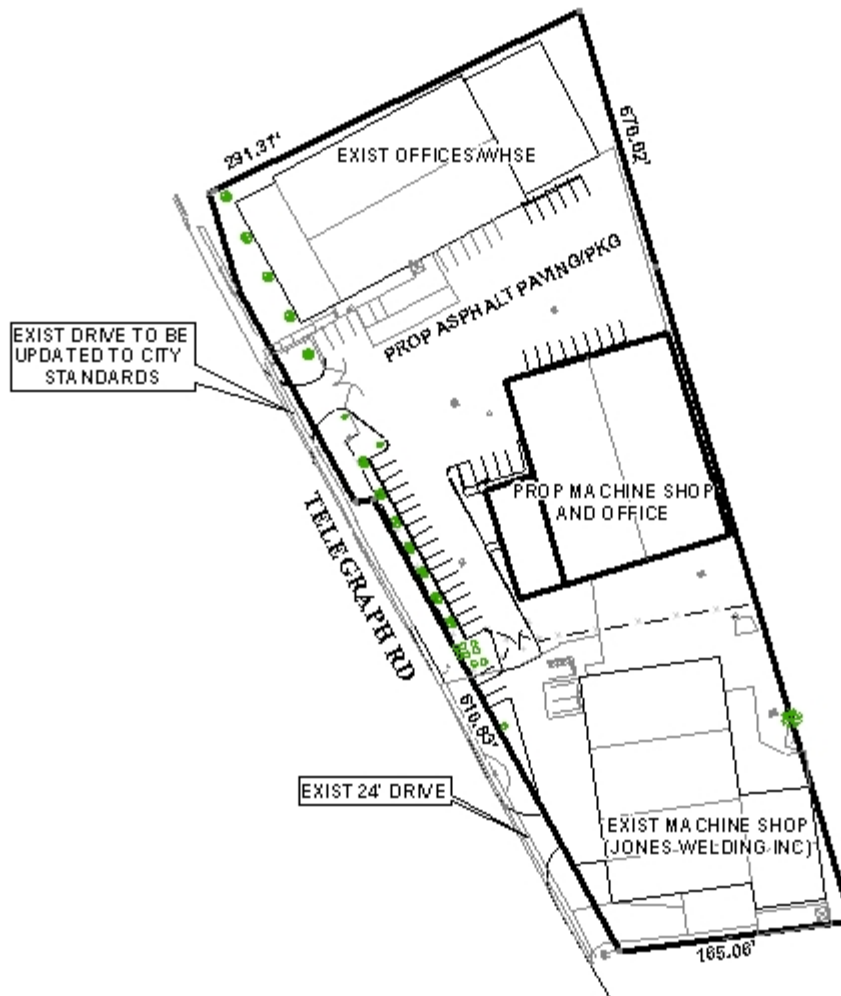 291.37'
670.02'
EXIST OFFICES/WHSE
PROP ASPHALT PAVING/PKG
EXIST DRIVE TO BE
UPDATED TO CITY
STANDARDS
PROP MACHINE SHOP
AND OFFICE
TELEGRAPH RD
610.83'
EXIST 24' DRIVE
EXIST MACHINE SHOP
(JONES WELDING INC)
165.06'